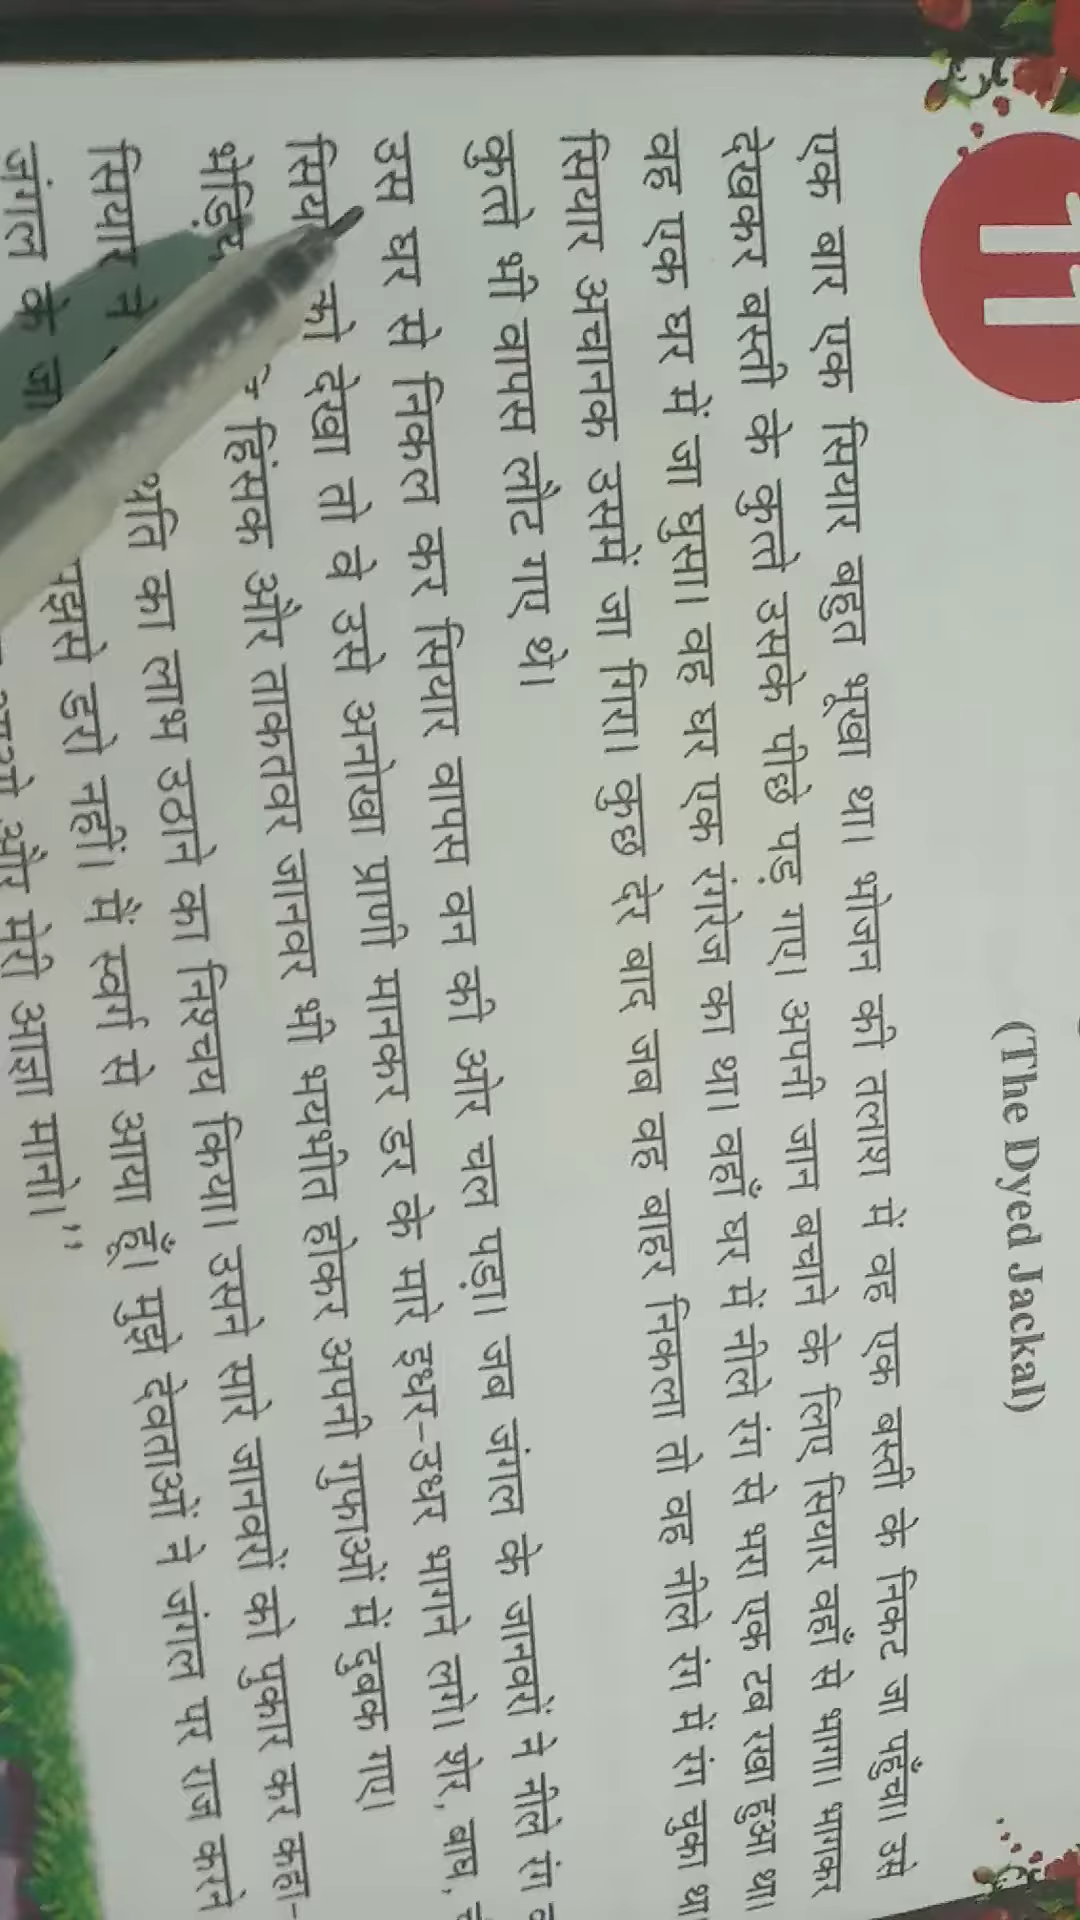 11
(The Dyed Jackal)
एक बार एक सियार बहुत भूखा था। भोजन की तलाश में वह एक बस्ती के निकट जा पहुँचा। उसे
देखकर बस्ती के कुत्ते उसके पीछे पड़ गए। अपनी जान बचाने के लिए सियार वहाँ से भागा। भागकर
वह एक घर में जा घुसा। वह घर एक रंगरेज का था। वहाँ घर में नीले रंग से भरा एक टब रखा हुआ था।
सियार अचानक उसमें जा गिरा। कुछ देर बाद जब वह बाहर निकला तो वह नीले रंग में रंग चुका था
कुत्ते भी वापस लौट गए थे।
उस घर से निकल कर सियार वापस वन की ओर चल पड़ा। जब जंगल के जानवरों ने नीले रंग
को देखा तो वे उसे अनोखा प्राणी मानकर डर के मारे इधर-उधर भागने लगे। शेर, बाघ,
हिंसक और ताकतवर जानवर भी भयभीत होकर अपनी गुफाओं में दुबक गए।
सियार ने का लाभ उठाने का निश्चय किया। उसने सारे जानवरों को पुकार कर कहा-
जंगल के डरो नहीं। मैं स्वर्ग से आया हूँ। मुझे देवताओं ने जंगल पर राज करने
और मेरी आज्ञा मानो।”